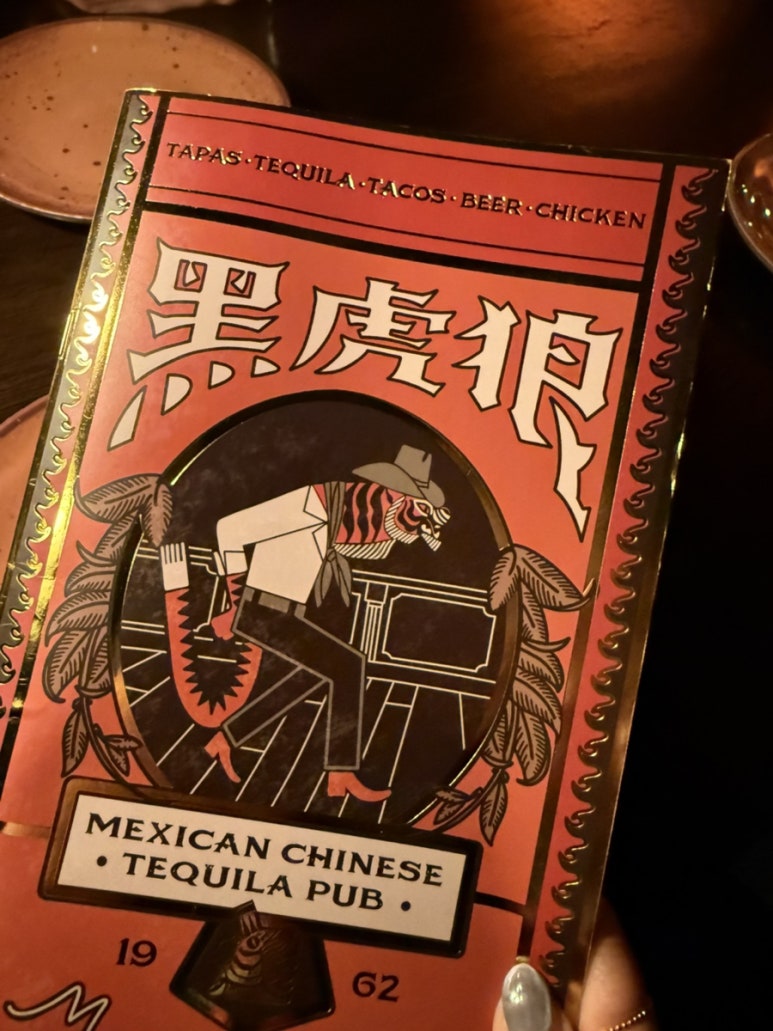 TAPAS · TEQUILA · TACOS · BEER · CHICKEN
黑虎狼
MEXICAN CHINESE
• TEQUILA PUB •
19 62